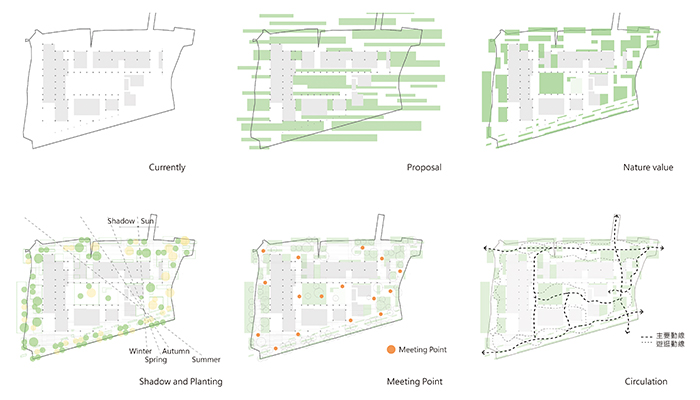 Currently
Proposal
Nature value
Shadow
Sun
Winter
Spring
Autumn
Summer
Shadow and Planting
Meeting Point
Meeting Point
主要動線
遊逛動線
Circulation